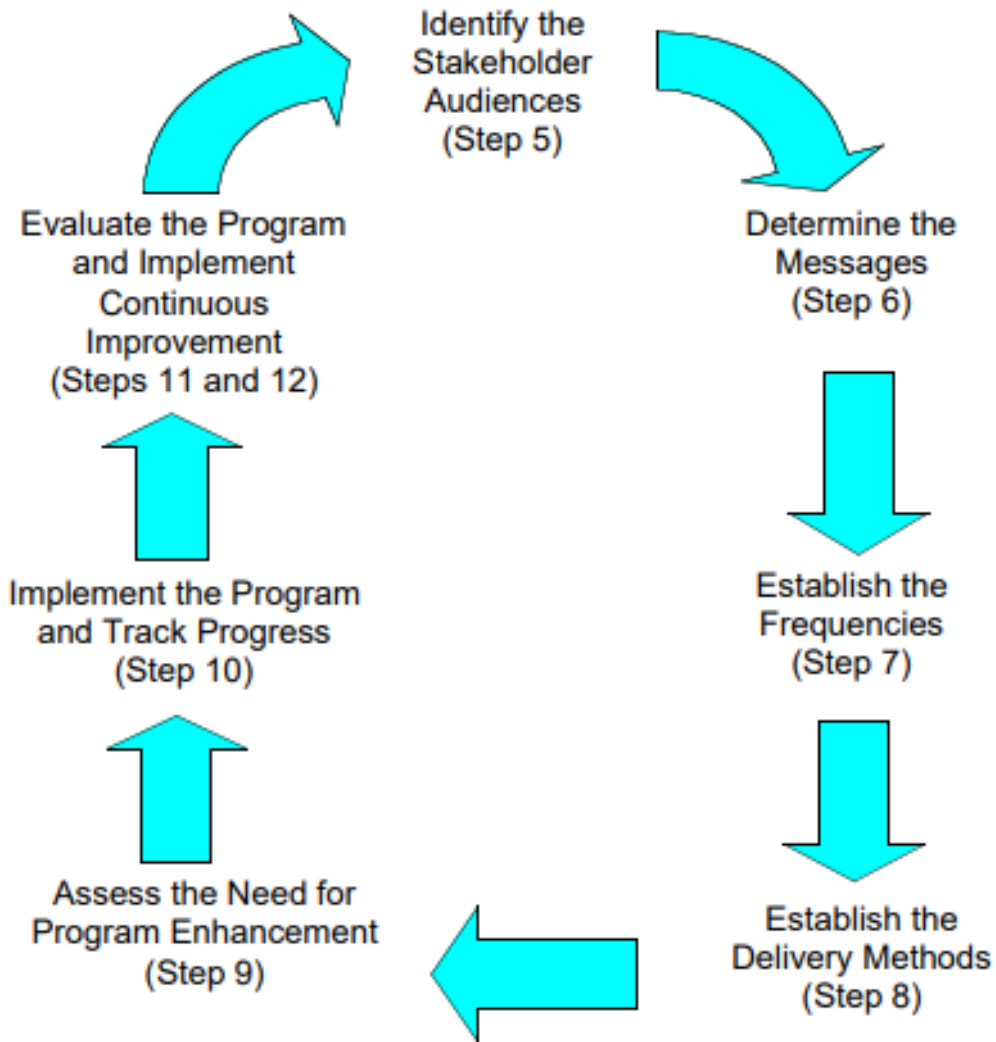 Identify the
Stakeholder
Audiences
(Step 5)
Determine the
Messages
(Step 6)
Establish the
Frequencies
(Step 7)
Establish the
Delivery Methods
(Step 8)
Assess the Need for
Program Enhancement
(Step 9)
Implement the Program
and Track Progress
(Step 10)
Evaluate the Program
and Implement
Continuous
Improvement
(Steps 11 and 12)